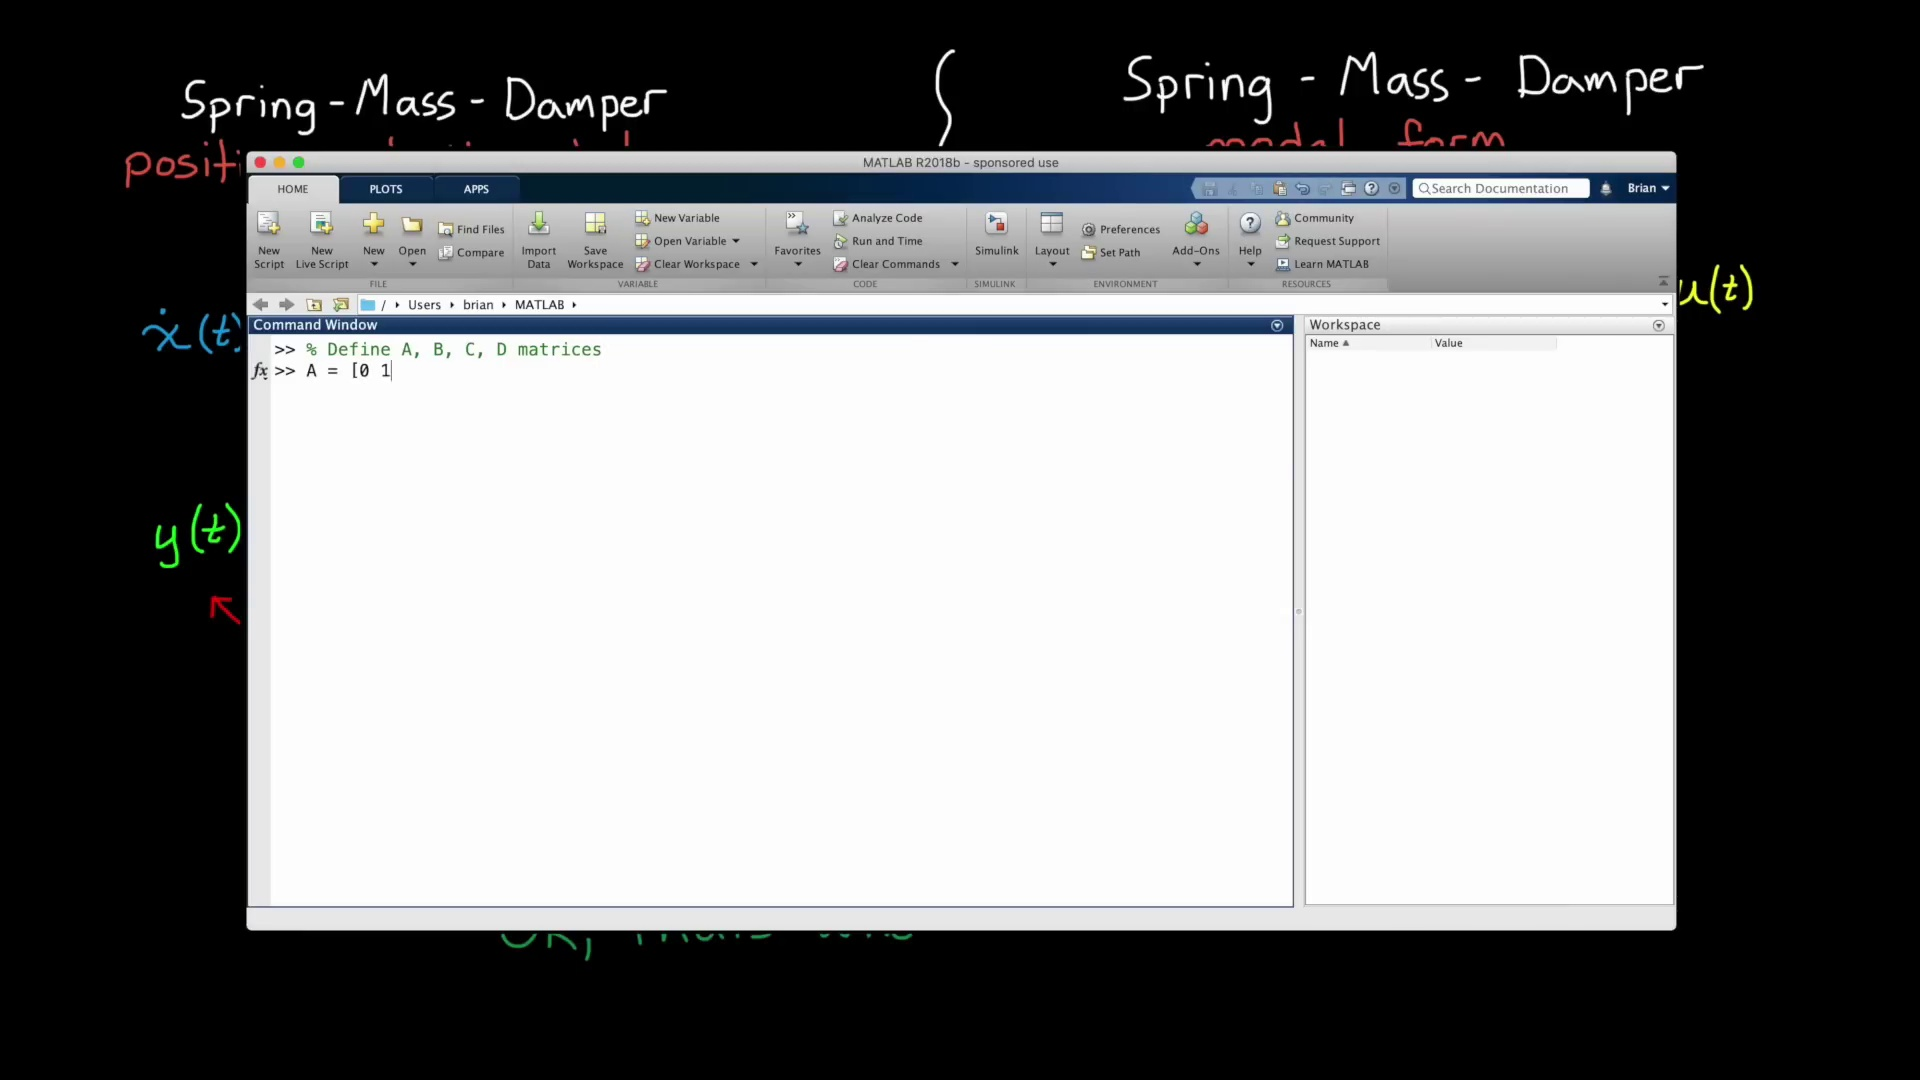 Spring - Mass - Damper
Spring - Mass - Damper
modal form
MATLAB R2018b - sponsored use
HOME PLOTS APPS
Search Documentation
Brian
New Script
New Live Script
New
Open
Find Files
Compare
FILE
Import Data
Save Workspace
New Variable
Open Variable
Clear Workspace
VARIABLE
Favorites
Analyze Code
Run and Time
Clear Commands
CODE
Simulink
SIMULINK
Layout
Preferences
Set Path
Add-Ons
ENVIRONMENT
Help
Community
Request Support
Learn MATLAB
RESOURCES
/ Users brian MATLAB
u(t)
ẋ(t)
Command Window
>> % Define A, B, C, D matrices
fx >> A = [0 1
Workspace
Name Value
y(t)